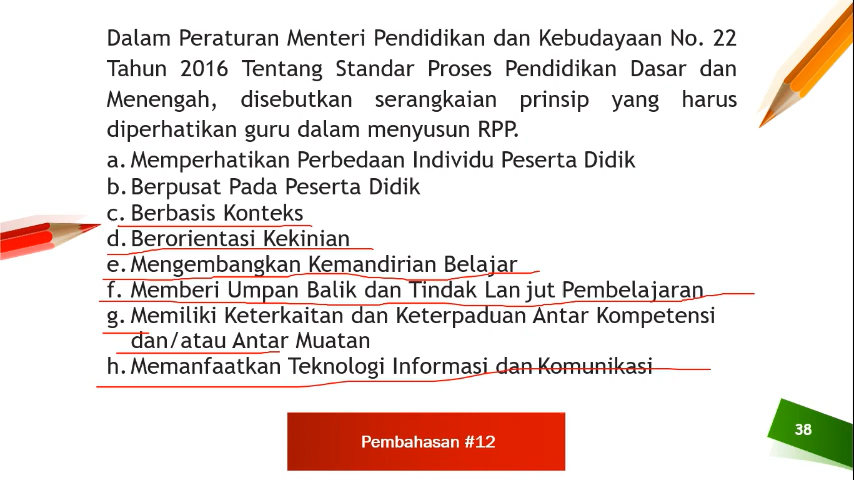 Dalam Peraturan Menteri Pendidikan dan Kebudayaan No. 22
Tahun 2016 Tentang Standar Proses Pendidikan Dasar dan
Menengah, disebutkan serangkaian prinsip yang harus
diperhatikan guru dalam menyusun RPP.
a. Memperhatikan Perbedaan Individu Peserta Didik
b. Berpusat Pada Peserta Didik
c. Berbasis Konteks
d. Berorientasi Kekinian
e. Mengembangkan Kemandirian Belajar
f. Memberi Umpan Balik dan Tindak Lan jut Pembelajaran
g. Memiliki Keterkaitan dan Keterpaduan Antar Kompetensi
dan/atau Antar Muatan
h. Memanfaatkan Teknologi Informasi dan Komunikasi
Pembahasan #12
38